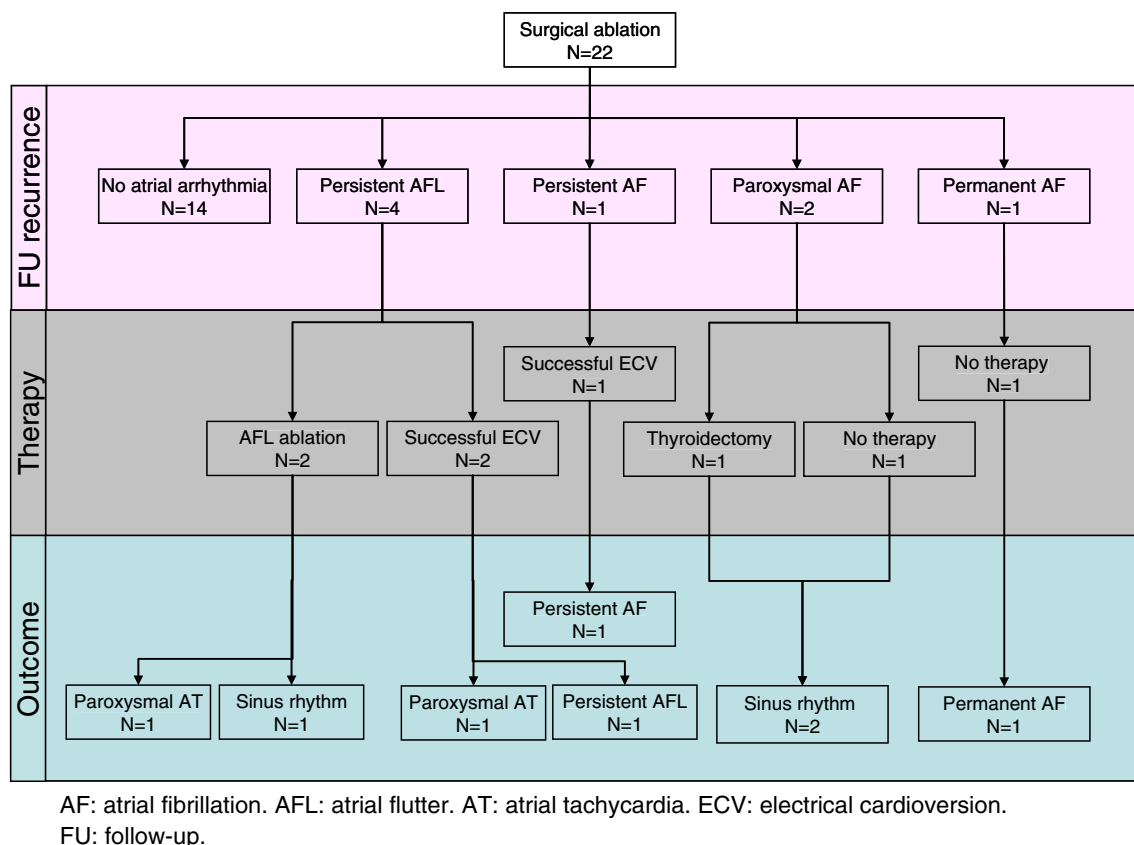 Surgical ablation
N=22
FU recurrence
No atrial arrhythmia
N=14
Persistent AFL
N=4
Persistent AF
N=1
Paroxysmal AF
N=2
Permanent AF
N=1
Therapy
Successful ECV
N=1
No therapy
N=1
AFL ablation
N=2
Successful ECV
N=2
Thyroidectomy
N=1
No therapy
N=1
Outcome
Persistent AF
N=1
Paroxysmal AT
N=1
Sinus rhythm
N=1
Paroxysmal AT
N=1
Persistent AFL
N=1
Sinus rhythm
N=2
Permanent AF
N=1
AF: atrial fibrillation. AFL: atrial flutter. AT: atrial tachycardia. ECV: electrical cardioversion.
FU: follow-up.